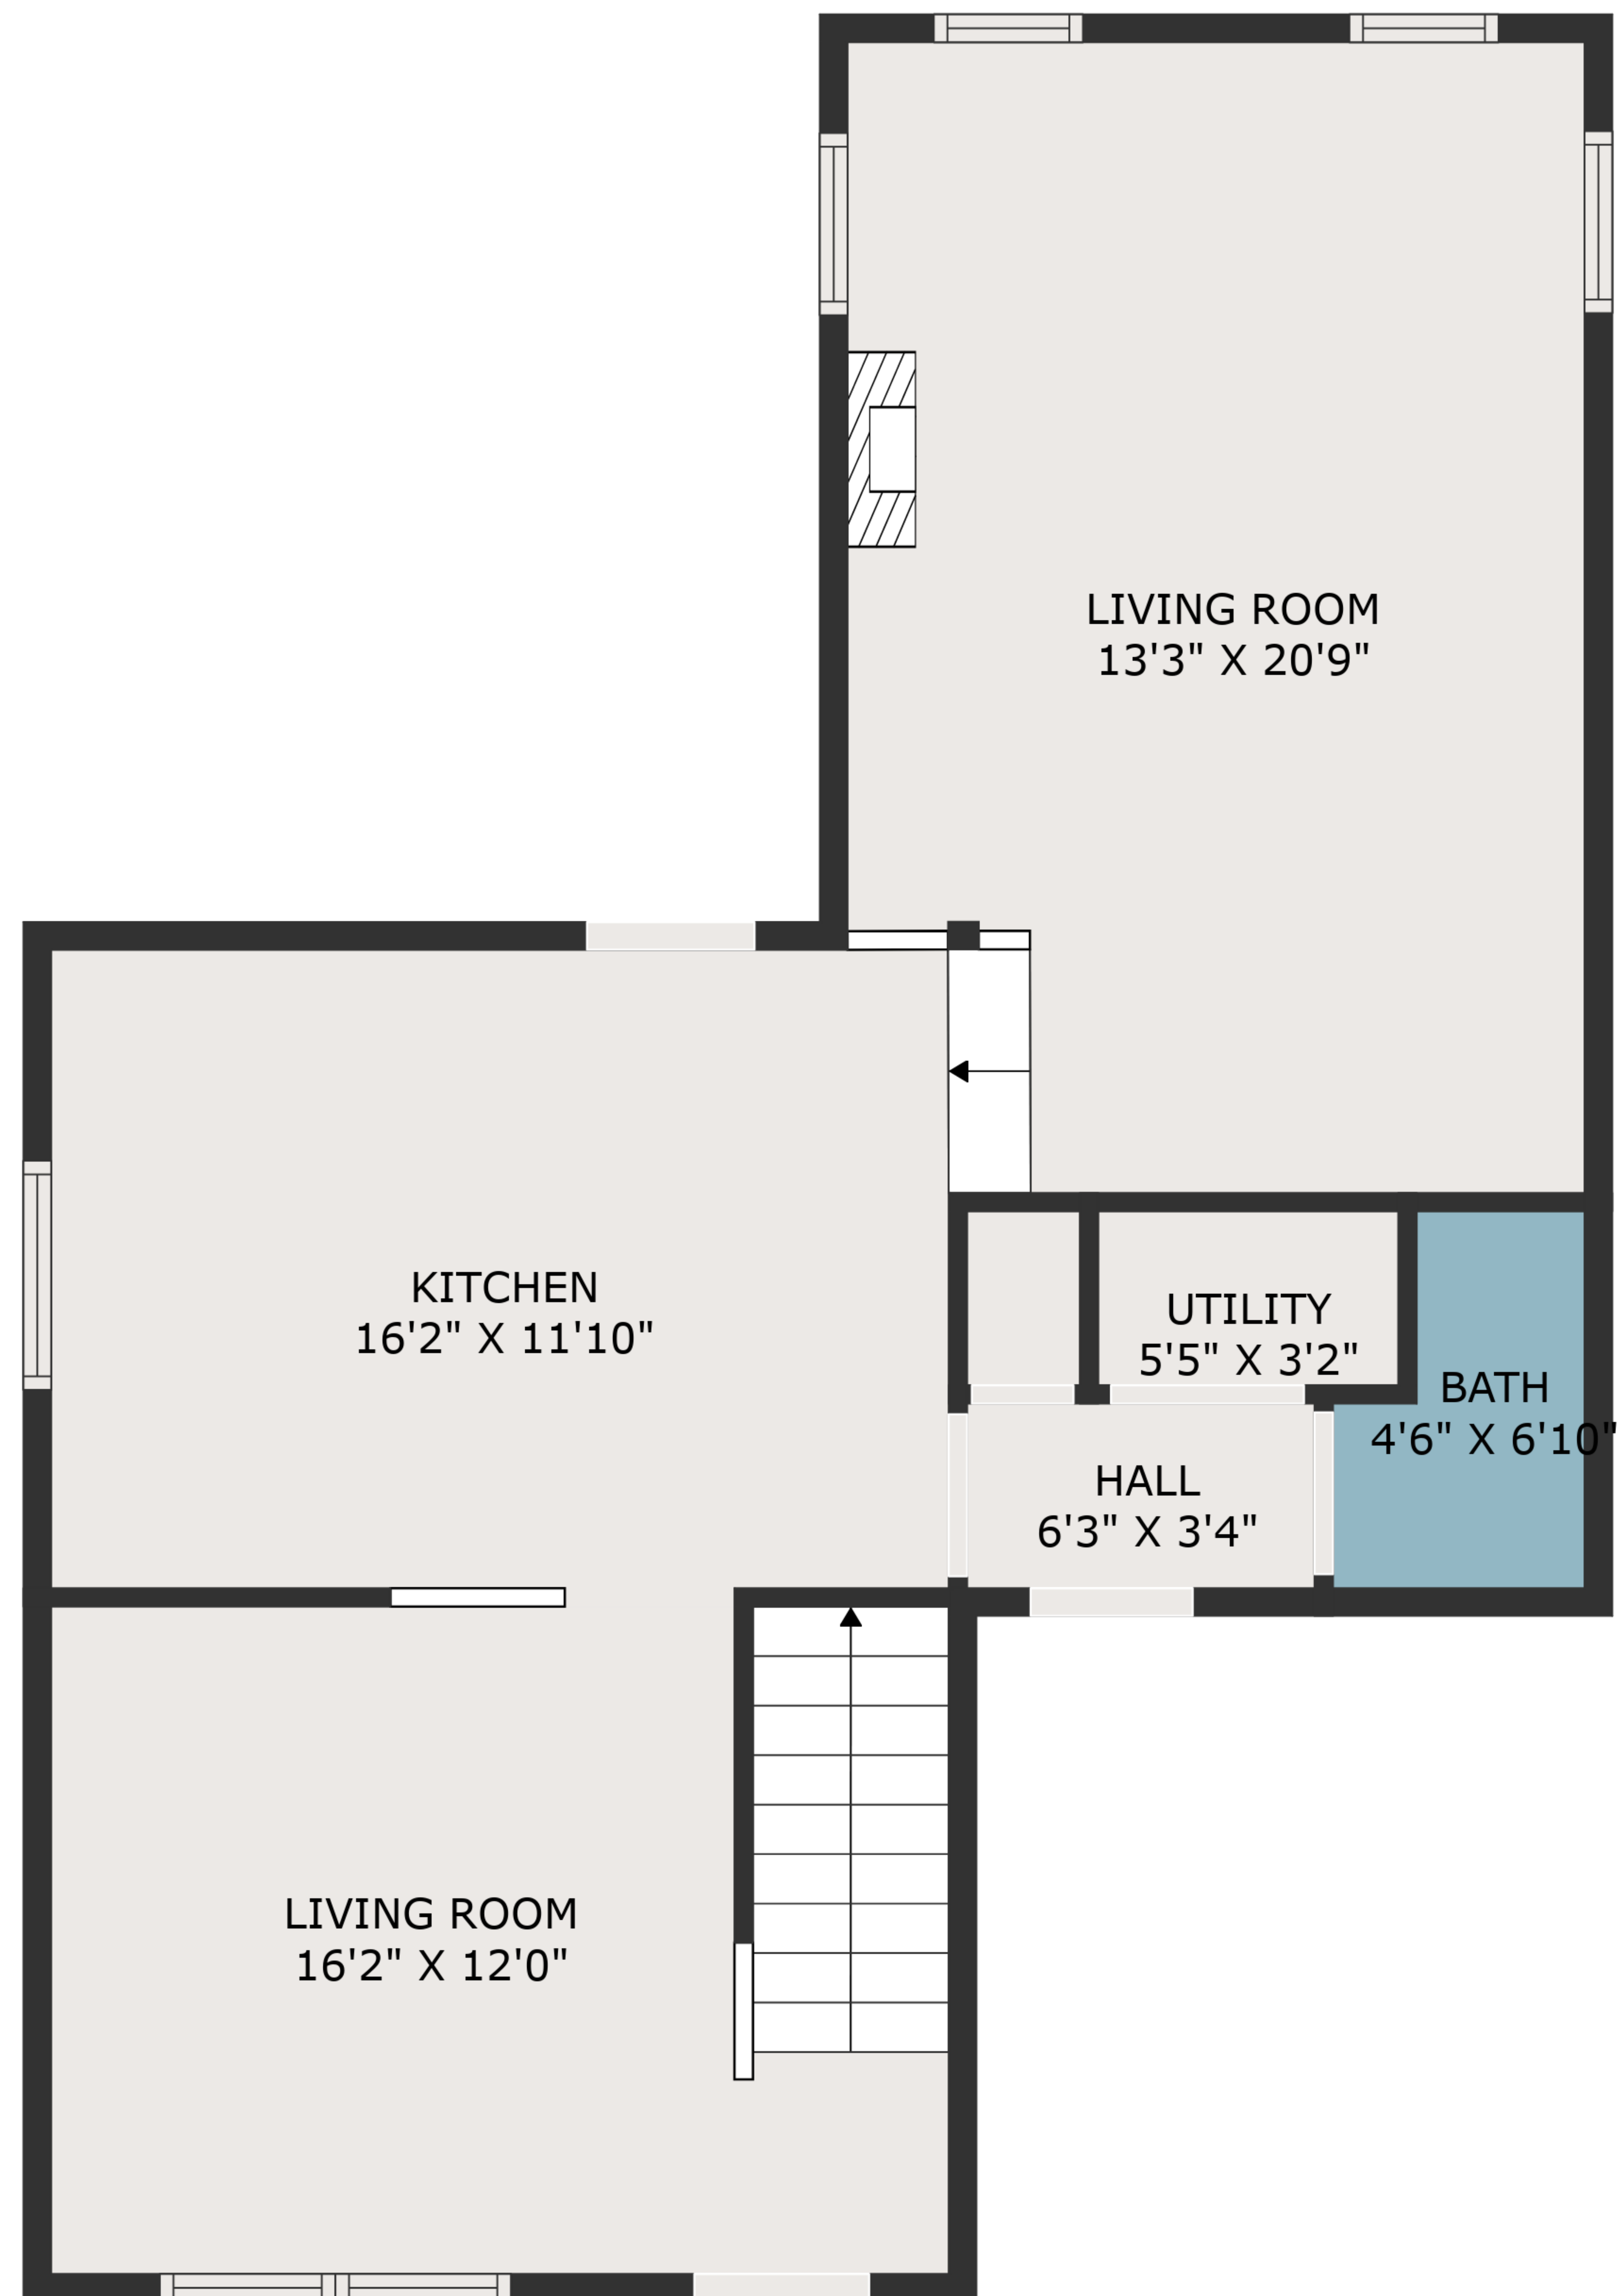 LIVING ROOM
13'3" X 20'9"
KITCHEN
16'2" X 11'10"
UTILITY
5'5" X 3'2"
BATH
4'6" X 6'10"
HALL
6'3" X 3'4"
LIVING ROOM
16'2" X 12'0"